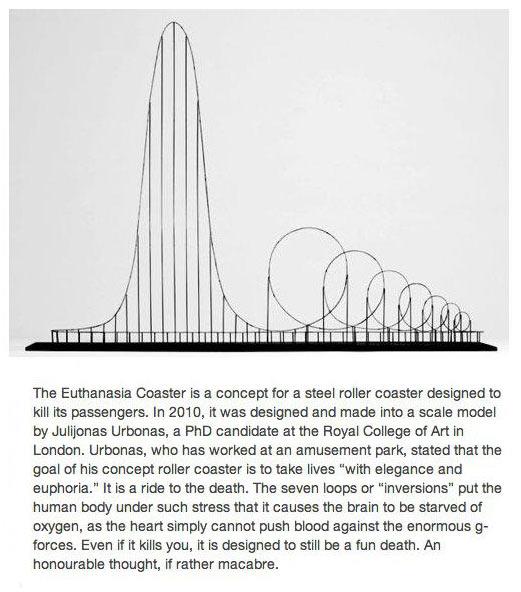 The Euthanasia Coaster is a concept for a steel roller coaster designed to
kill its passengers. In 2010, it was designed and made into a scale model
by Julijonas Urbonas, a PhD candidate at the Royal College of Art in
London. Urbonas, who has worked at an amusement park, stated that the
goal of his concept roller coaster is to take lives “with elegance and
euphoria.” It is a ride to the death. The seven loops or “inversions” put the
human body under such stress that it causes the brain to be starved of
oxygen, as the heart simply cannot push blood against the enormous g-
forces. Even if it kills you, it is designed to still be a fun death. An
honourable thought, if rather macabre.